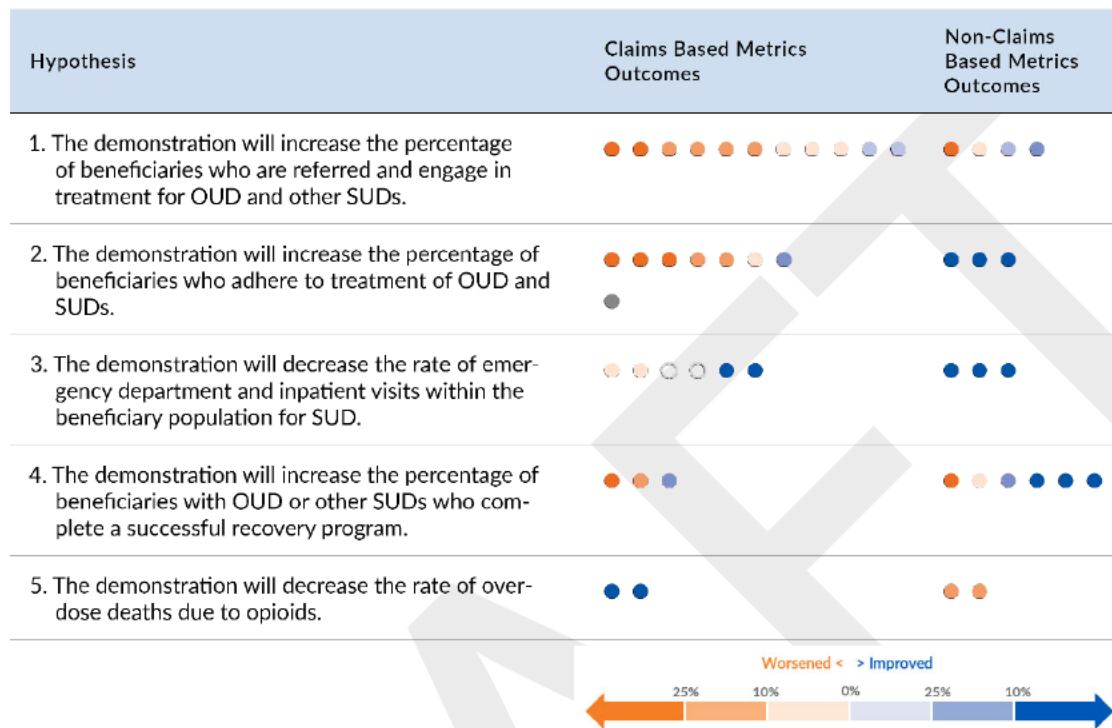 Hypothesis
Claims Based Metrics
Outcomes
Non-Claims
Based Metrics
Outcomes
1. The demonstration will increase the percentage
of beneficiaries who are referred and engage in
treatment for OUD and other SUDs.
2. The demonstration will increase the percentage of
beneficiaries who adhere to treatment of OUD and
SUDs.
3. The demonstration will decrease the rate of emer-
gency department and inpatient visits within the
beneficiary population for SUD.
4. The demonstration will increase the percentage of
beneficiaries with OUD or other SUDs who com-
plete a successful recovery program.
5. The demonstration will decrease the rate of over-
dose deaths due to opioids.
Worsened < > Improved
25% 10% 0% 25% 10%